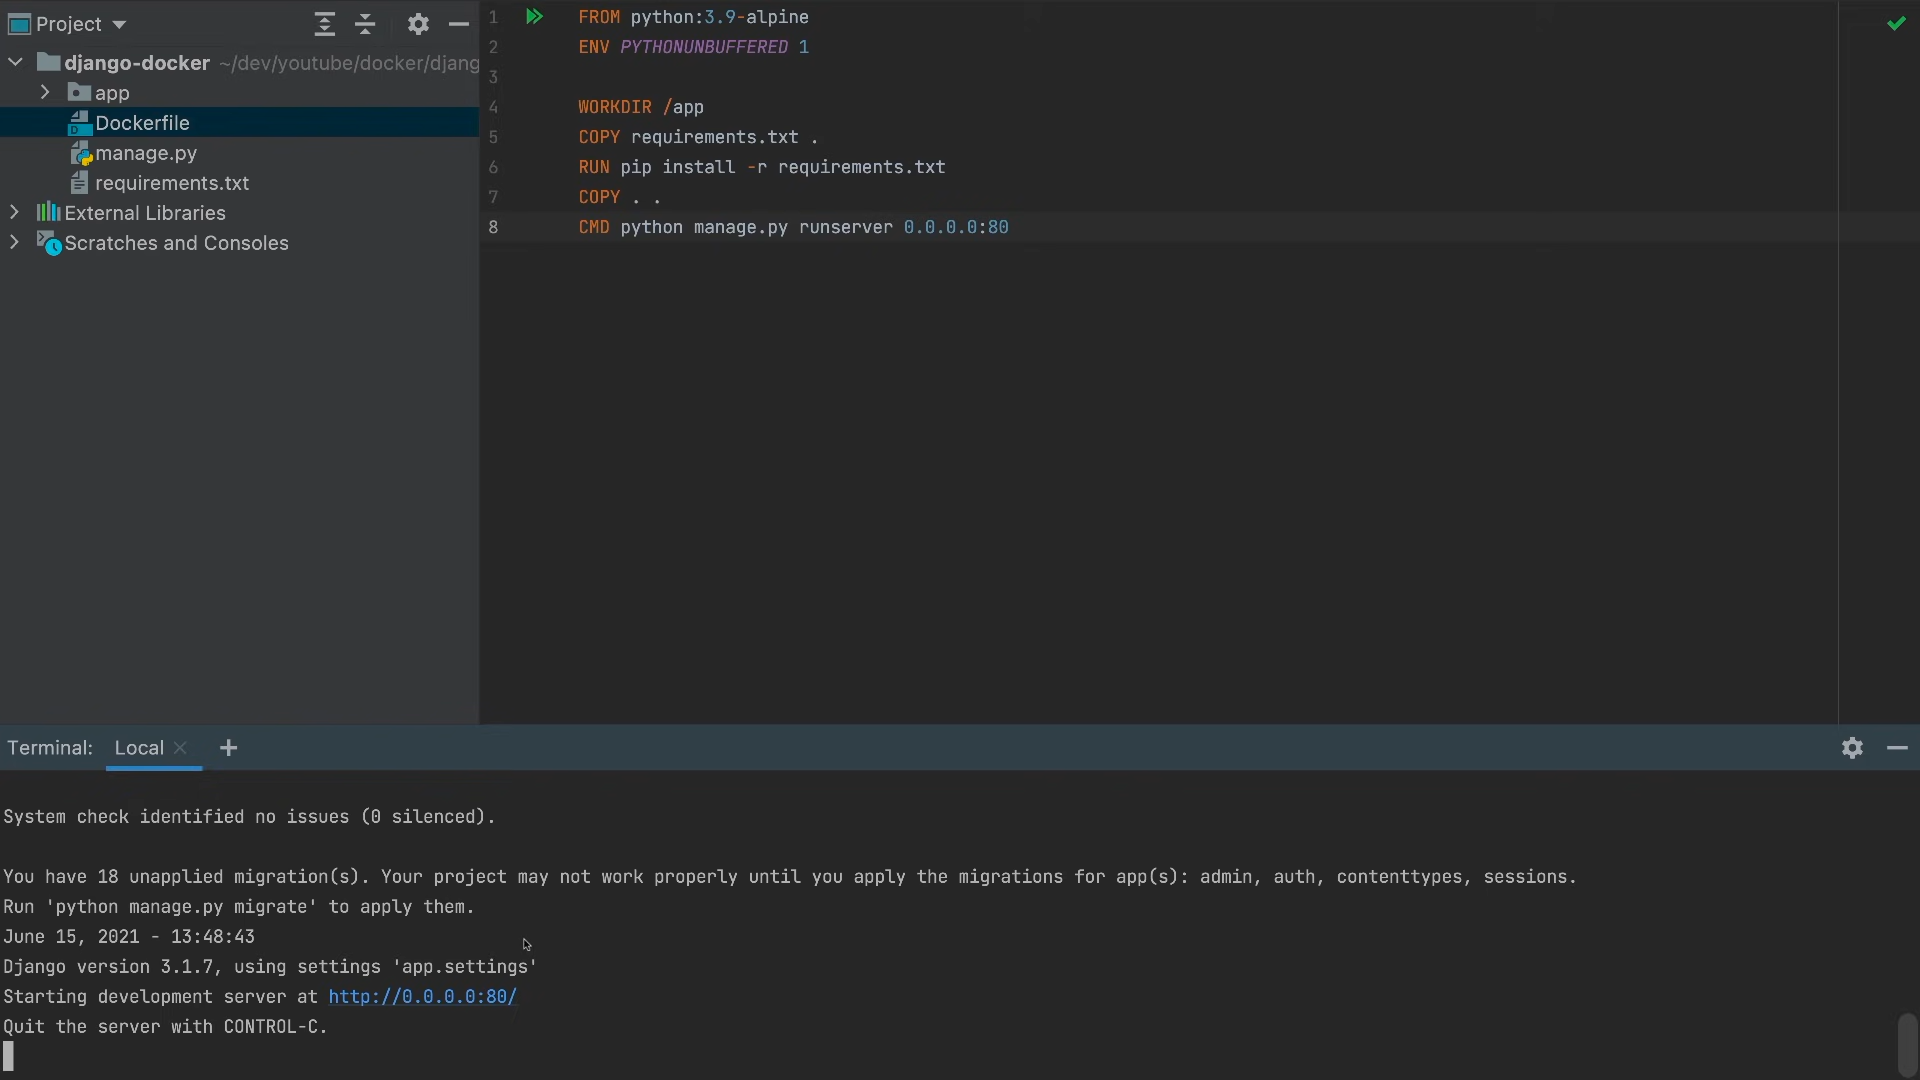 Project
django-docker ~/dev/youtube/docker/djang
app
Dockerfile
manage.py
requirements.txt
External Libraries
Scratches and Consoles
1 FROM python:3.9-alpine
2 ENV PYTHONUNBUFFERED 1
3
4 WORKDIR /app
5 COPY requirements.txt .
6 RUN pip install -r requirements.txt
7 COPY . .
8 CMD python manage.py runserver 0.0.0.0:80
Terminal: Local
System check identified no issues (0 silenced).
You have 18 unapplied migration(s). Your project may not work properly until you apply the migrations for app(s): admin, auth, contenttypes, sessions.
Run 'python manage.py migrate' to apply them.
June 15, 2021 - 13:48:43
Django version 3.1.7, using settings 'app.settings'
Starting development server at http://0.0.0.0:80/
Quit the server with CONTROL-C.